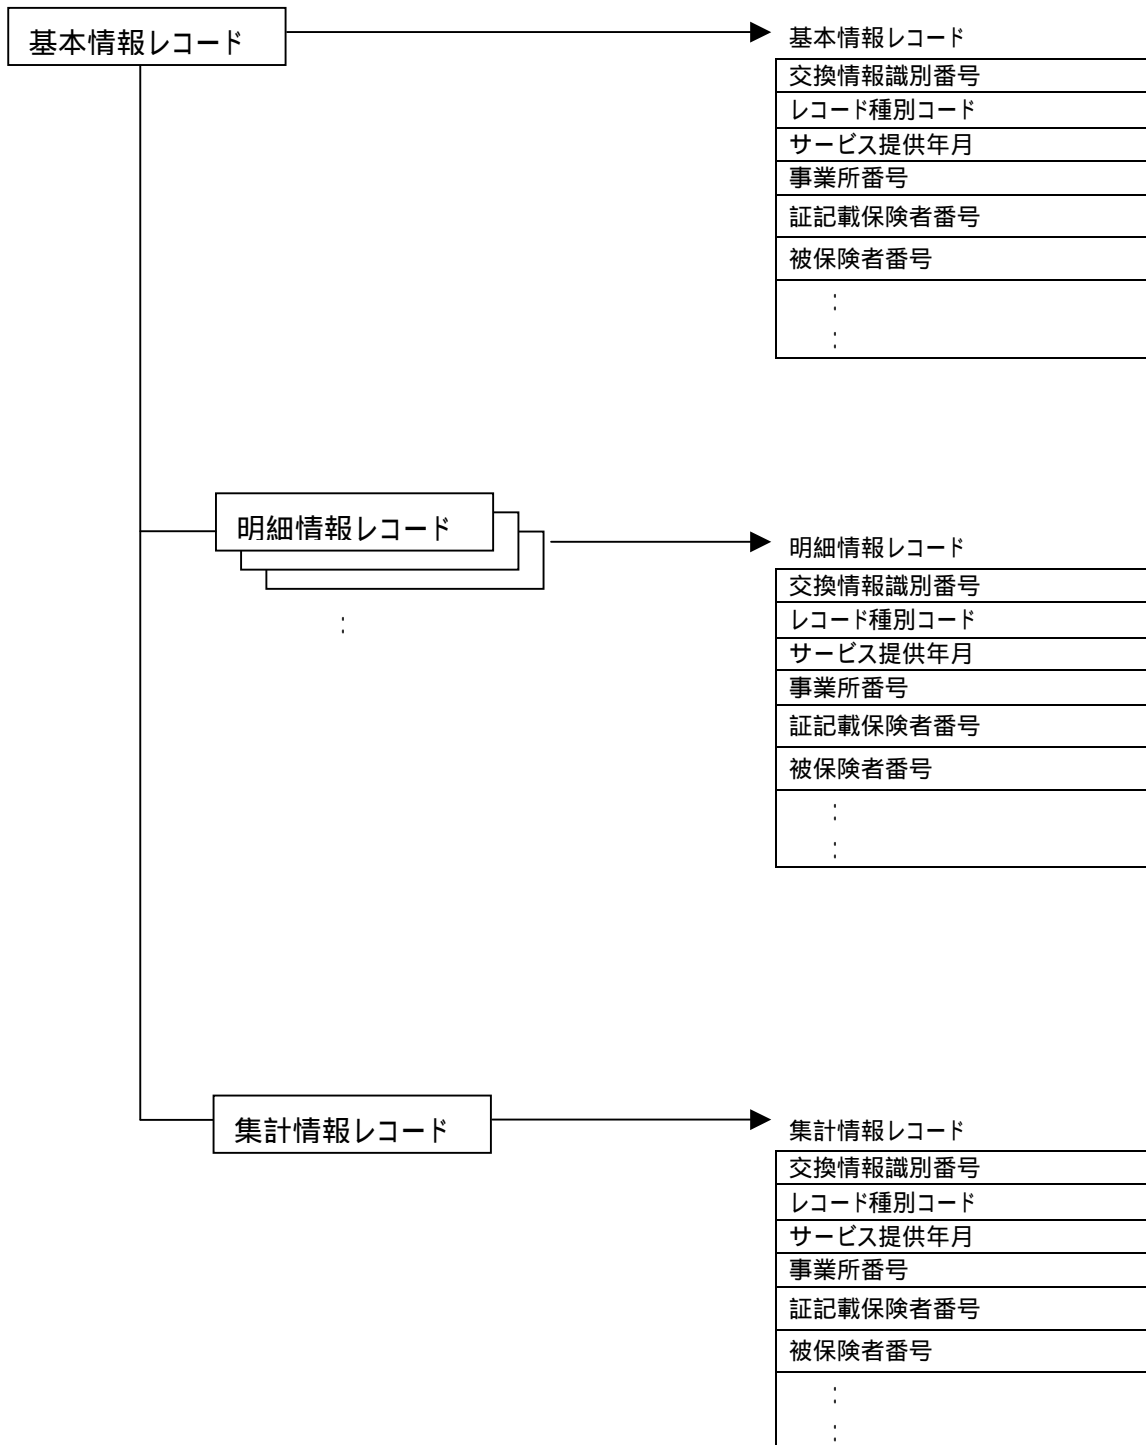 基本情報レコード
基本情報レコード
交換情報識別番号
レコード種別コード
サービス提供年月
事業所番号
証記載保険者番号
被保険者番号
:
:
明細情報レコード
:
明細情報レコード
交換情報識別番号
レコード種別コード
サービス提供年月
事業所番号
証記載保険者番号
被保険者番号
:
:
集計情報レコード
集計情報レコード
交換情報識別番号
レコード種別コード
サービス提供年月
事業所番号
証記載保険者番号
被保険者番号
:
: